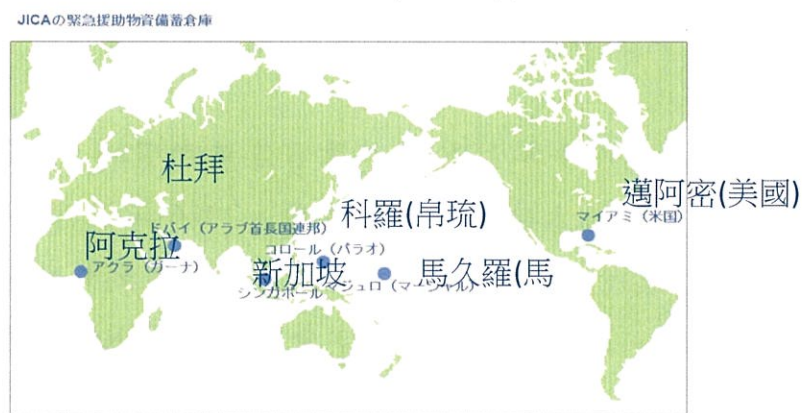 JICAの緊急援助物資備蓄倉庫
杜拜
邁阿密(美國)
マイアミ（米国）
科羅(帛琉)
ドバイ（アラブ首長国連邦）
阿克拉
コロール（パラオ）
アクラ（ガーナ）
新加坡
馬久羅(馬
シンガポール
マジュロ（マーシャル）